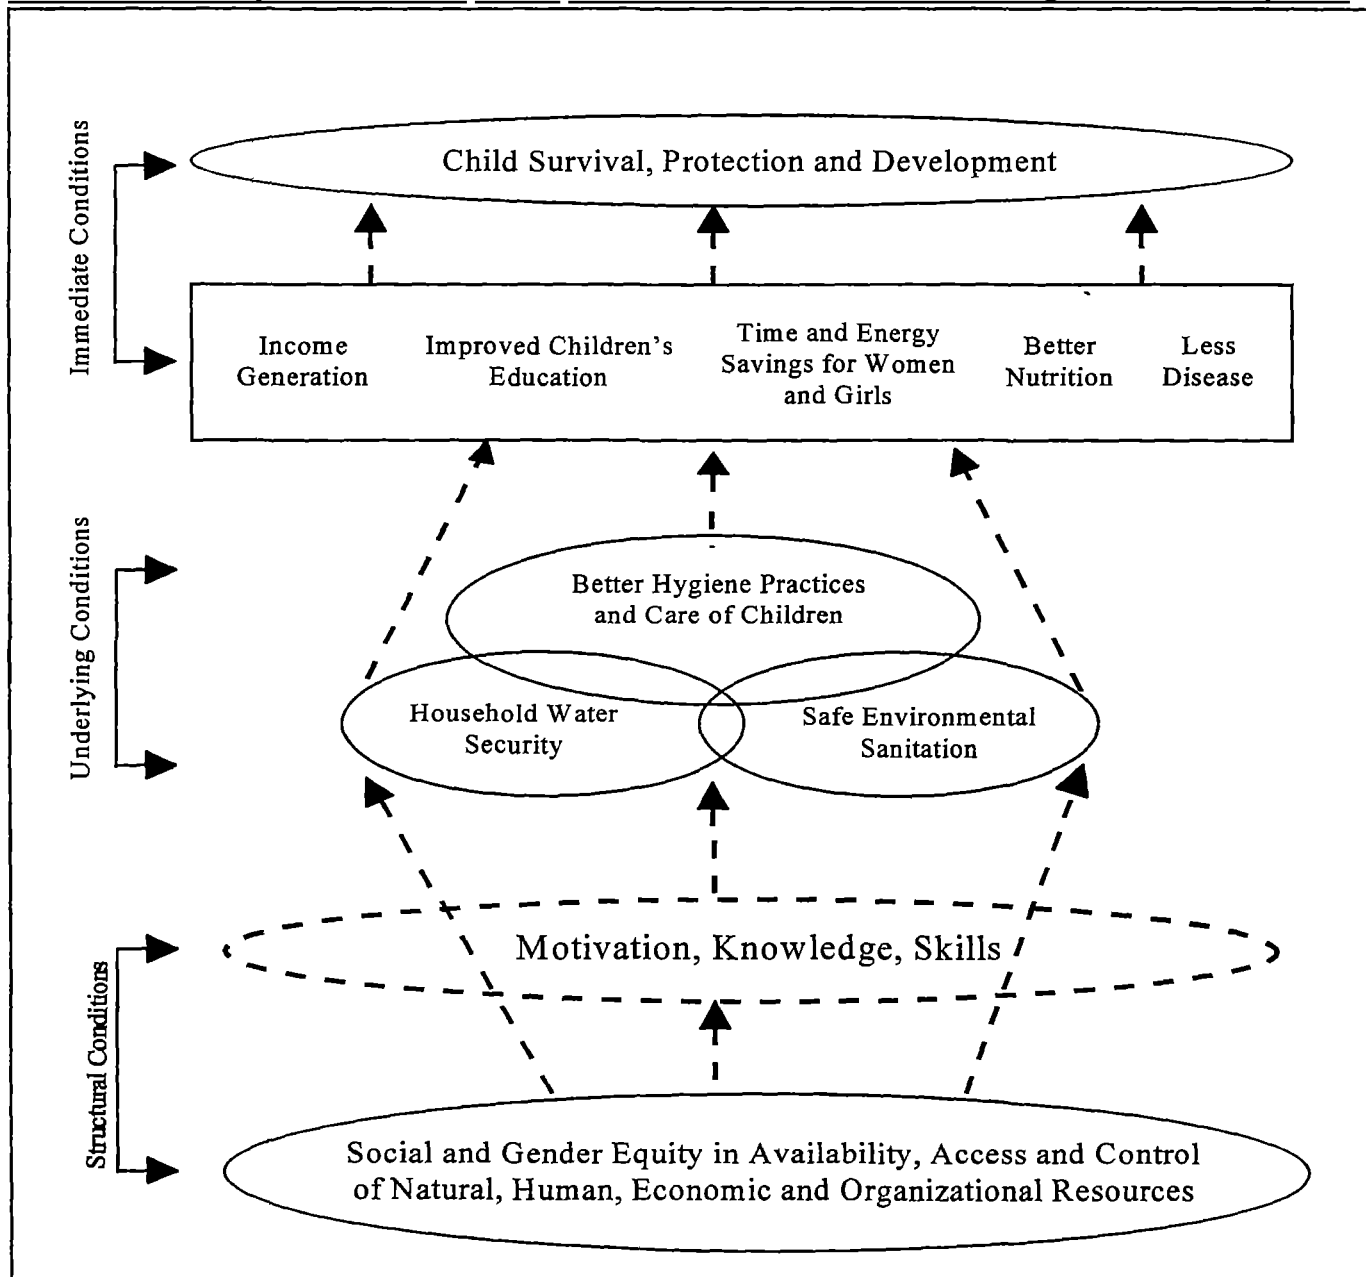 Immediate Conditions
Child Survival, Protection and Development
Income
Generation
Improved Children's
Education
Time and Energy
Savings for Women
and Girls
Better
Nutrition
Less
Disease
Underlying Conditions
Better Hygiene Practices
and Care of Children
Household Water
Security
Safe Environmental
Sanitation
Structural Conditions
Motivation, Knowledge, Skills
Social and Gender Equity in Availability, Access and Control
of Natural, Human, Economic and Organizational Resources